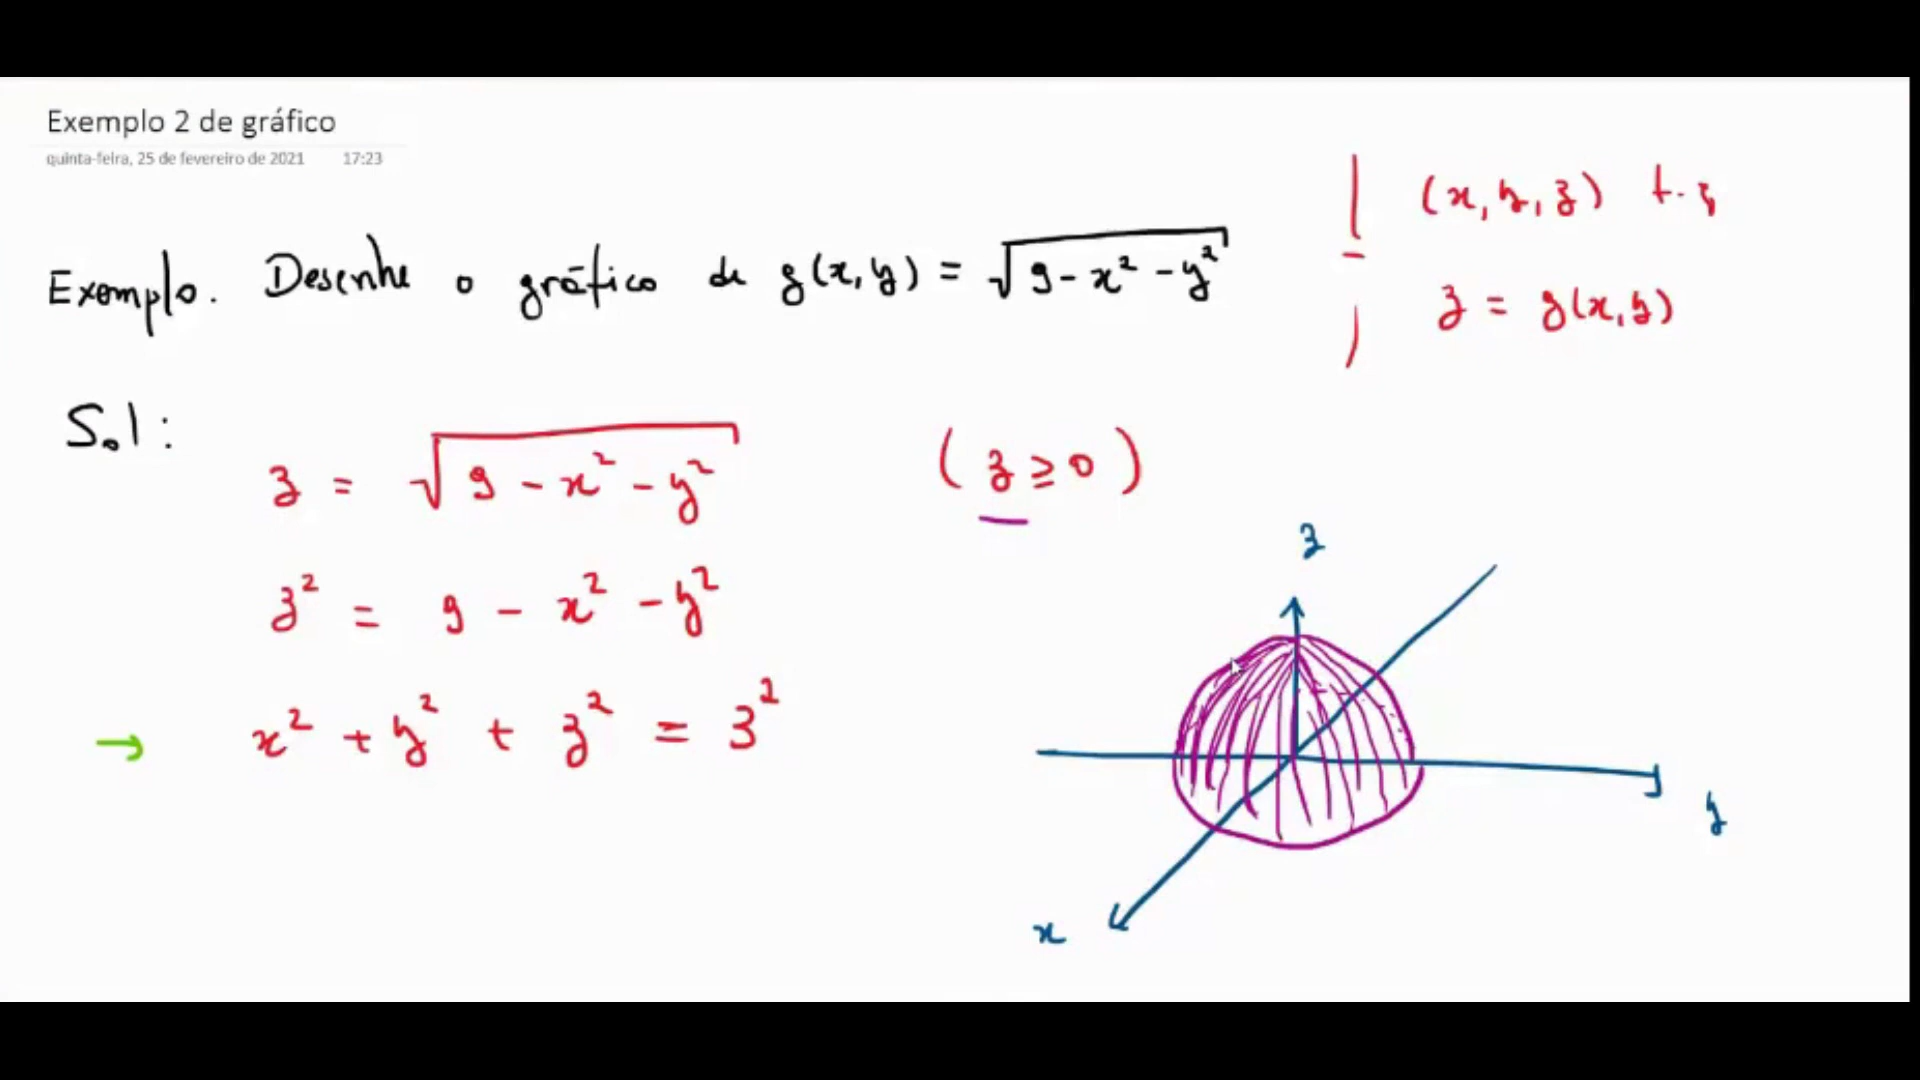 Exemplo 2 de gráfico
quinta-feira, 25 de fevereiro de 2021 17:23
(x, y, z) t.q
Exemplo. Desenhe o gráfico de g(x, y) = √(9 - x² - y²)
z = g(x, y)
Sol:
z = √(9 - x² - y²) (z ≥ 0)
z² = 9 - x² - y²
→ x² + y² + z² = 3²
z
y
x